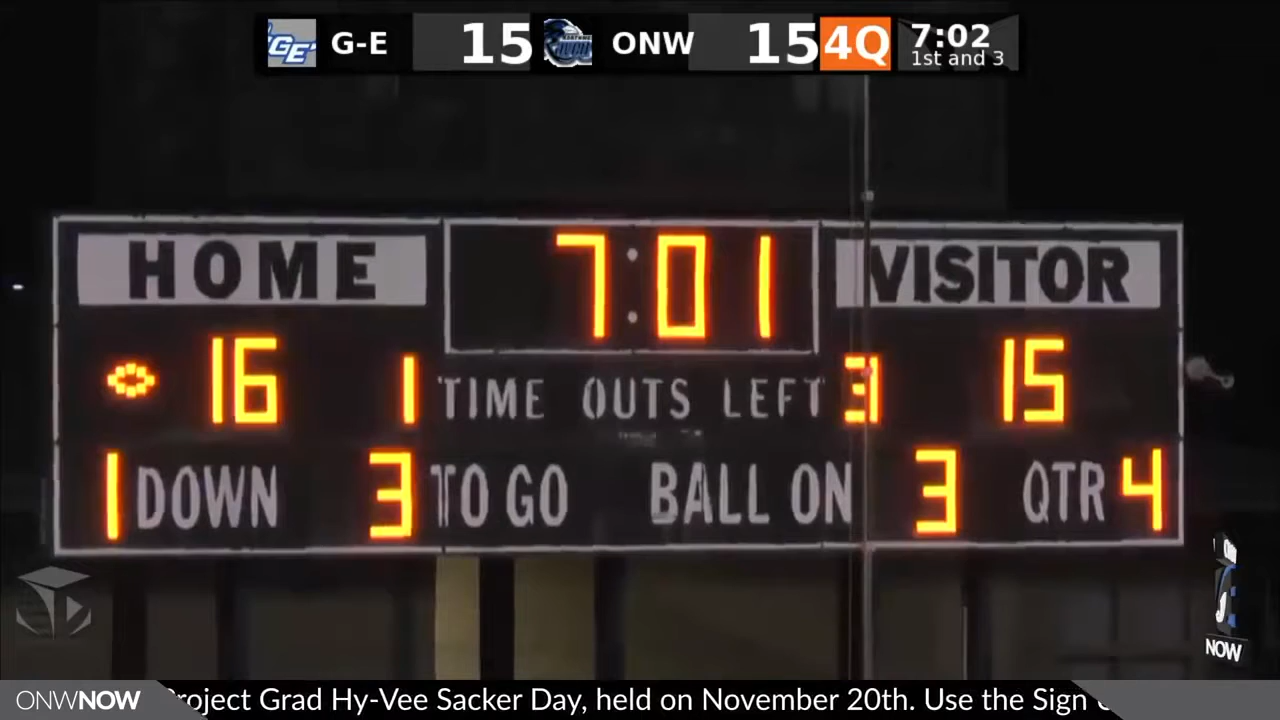 GE G-E 15 ONW 15 4Q 7:02
1st and 3
HOME 7:01 VISITOR
16 1 TIME OUTS LEFT 3 15
1 DOWN 3 TO GO BALL ON 3 QTR 4
NOW
ONWNOW roject Grad Hy-Vee Sacker Day, held on November 20th. Use the Sign